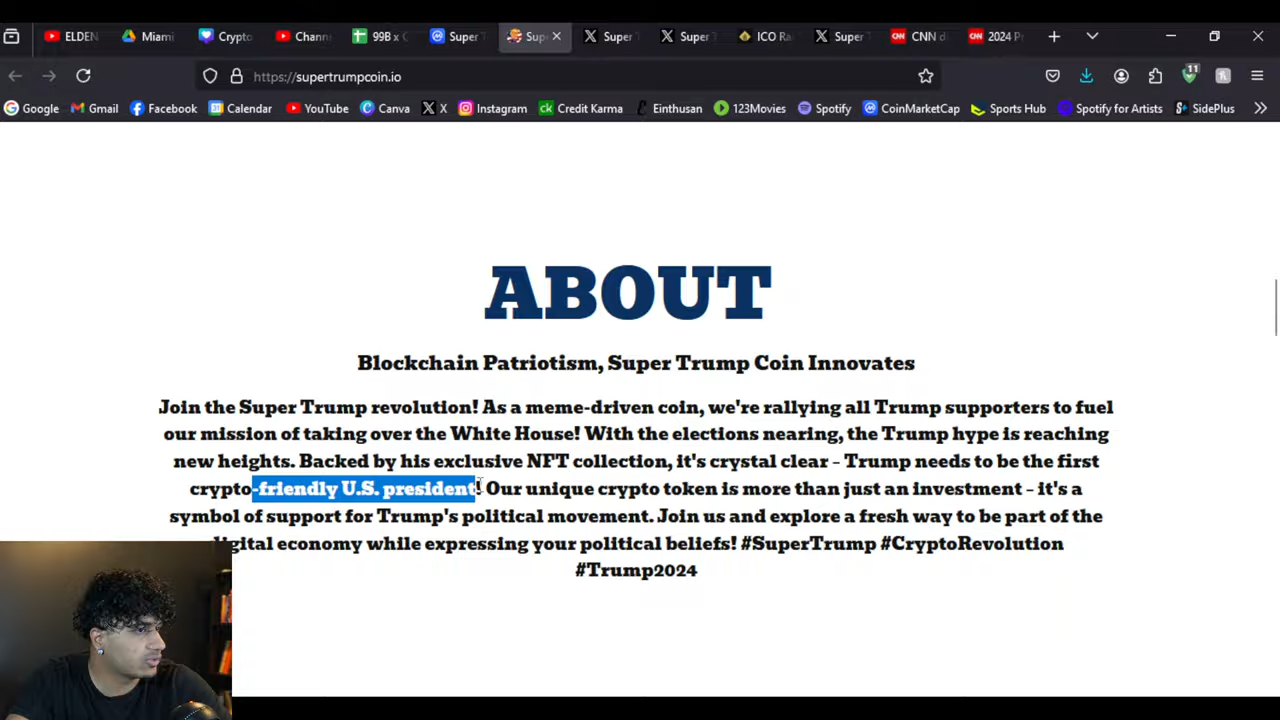 ELDEN
Miami
Crypto
Chann
99B x
Super
Sup
Super
Super
ICO Ra
Super
CNN d
2024 P
https://supertrumpcoin.io
11
Google
Gmail
Facebook
Calendar
YouTube
Canva
X
Instagram
ck Credit Karma
Einthusan
123Movies
Spotify
CoinMarketCap
Sports Hub
Spotify for Artists
SidePlus
ABOUT
Blockchain Patriotism, Super Trump Coin Innovates
Join the Super Trump revolution! As a meme-driven coin, we're rallying all Trump supporters to fuel
our mission of taking over the White House! With the elections nearing, the Trump hype is reaching
new heights. Backed by his exclusive NFT collection, it's crystal clear - Trump needs to be the first
crypto-friendly U.S. president! Our unique crypto token is more than just an investment - it's a
symbol of support for Trump's political movement. Join us and explore a fresh way to be part of the
digital economy while expressing your political beliefs! #SuperTrump #CryptoRevolution
#Trump2024